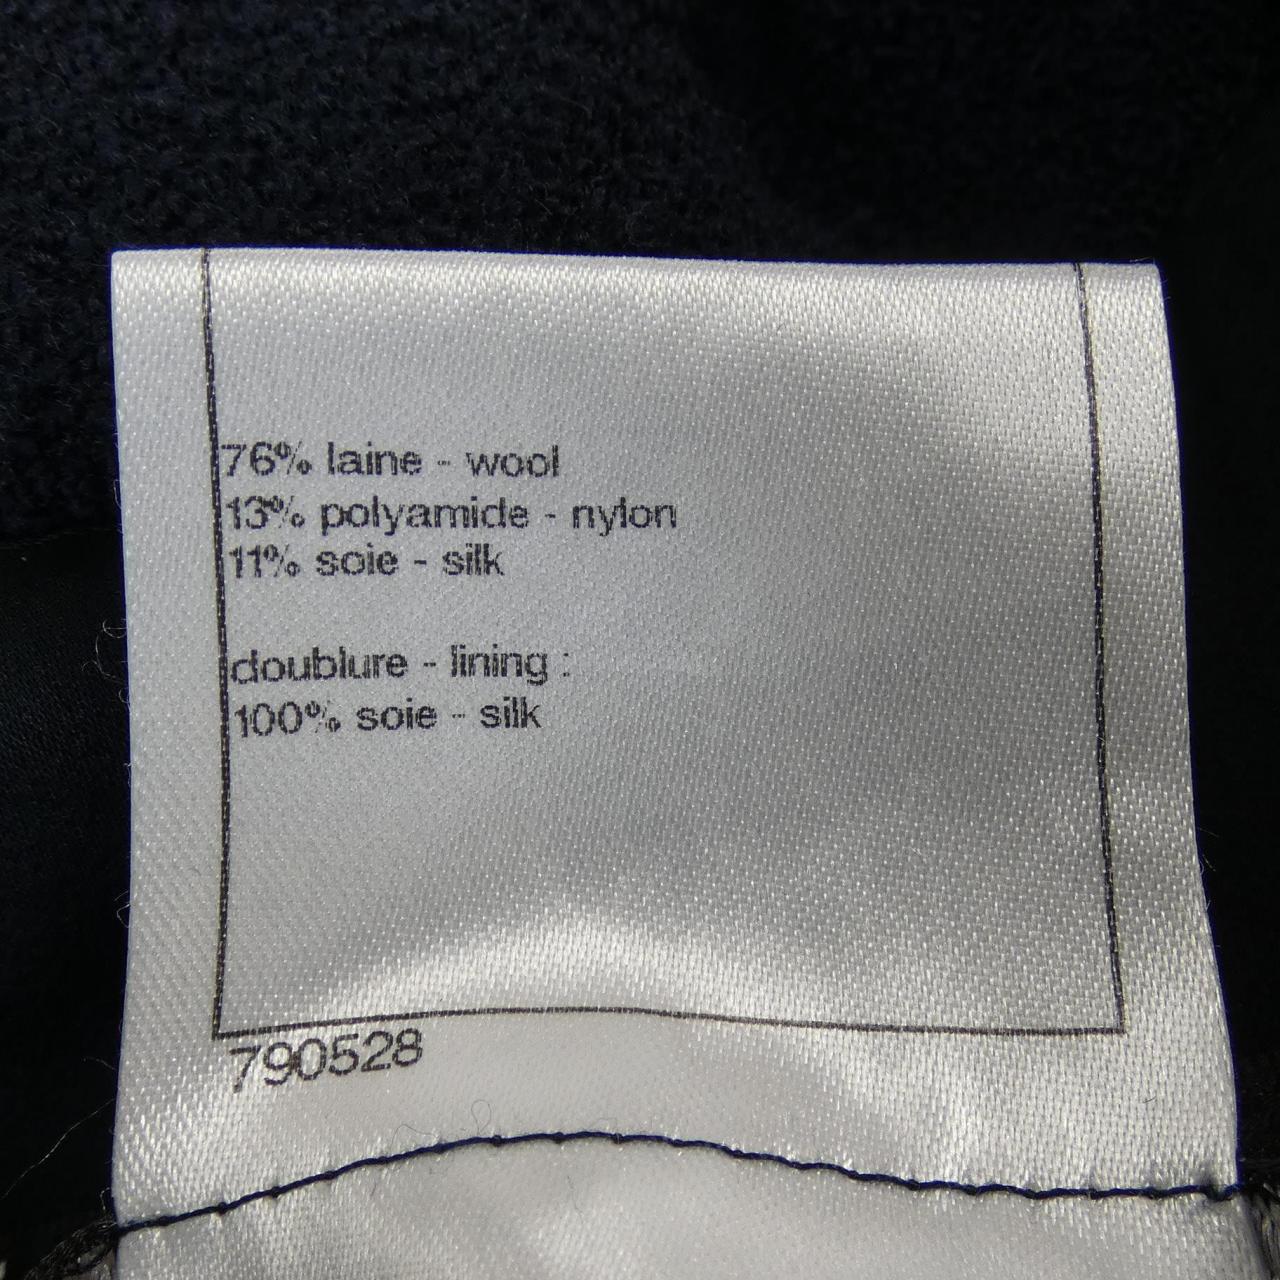 76% laine - wool
13% polyamide - nylon
11% soie - silk
doublure - lining :
100% soie - silk
790528